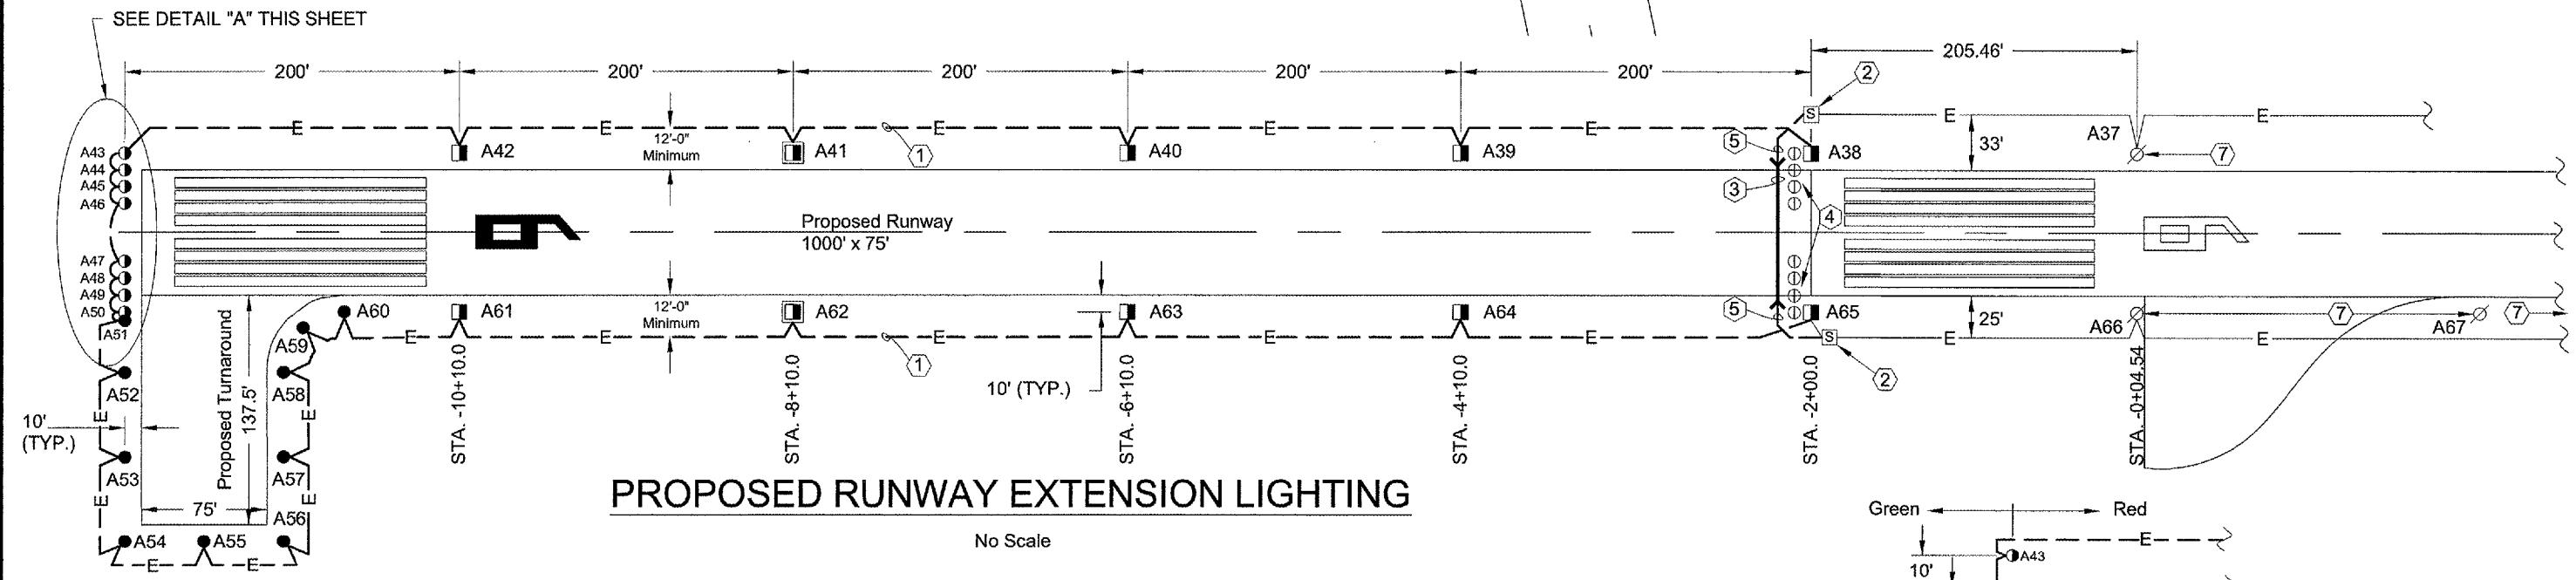 SEE DETAIL "A" THIS SHEET
200'
200'
200'
200'
200'
205.46'
2
E
E
E
E
E
S
E
E
12'-0"
Minimum
1
5
33'
A37
7
A43
A44
A45
A46
A42
A41
A40
A39
A38
3
4
Proposed Runway
1000' x 75'
A47
A48
A49
A50
A51
A60
A61
A62
A63
A64
A65
A66
A67
7
7
12'-0"
Minimum
5
25'
A59
E
E
E
E
E
S
E
E
1
2
10' (TYP.)
A52
A58
10'
(TYP.)
E
E
Proposed Turnaround
137.5'
STA. -10+10.0
STA. -8+10.0
STA. -6+10.0
STA. -4+10.0
STA. -2+00.0
STA. -0+04.54
A53
A57
E
E
75'
A56
A54
A55
E
E
PROPOSED RUNWAY EXTENSION LIGHTING
No Scale
Green
Red
E
A43
10'